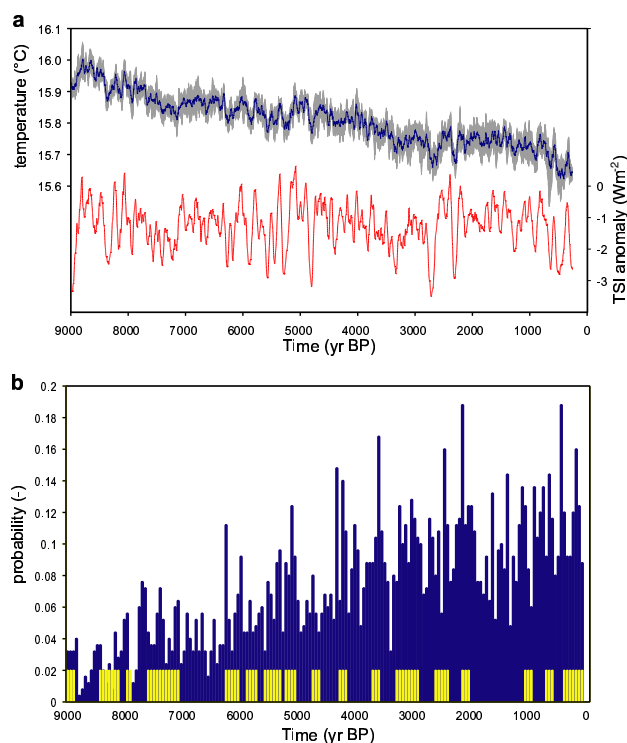 a
16.1
16.0
15.9
15.8
15.7
15.6
temperature (°C)
0
-1
-2
-3
TSI anomaly (Wm-2)
9000 8000 7000 6000 5000 4000 3000 2000 1000 0
Time (yr BP)
b
0.2
0.18
0.16
0.14
0.12
0.1
0.08
0.06
0.04
0.02
0
probability (-)
9000 8000 7000 6000 5000 4000 3000 2000 1000 0
Time (yr BP)